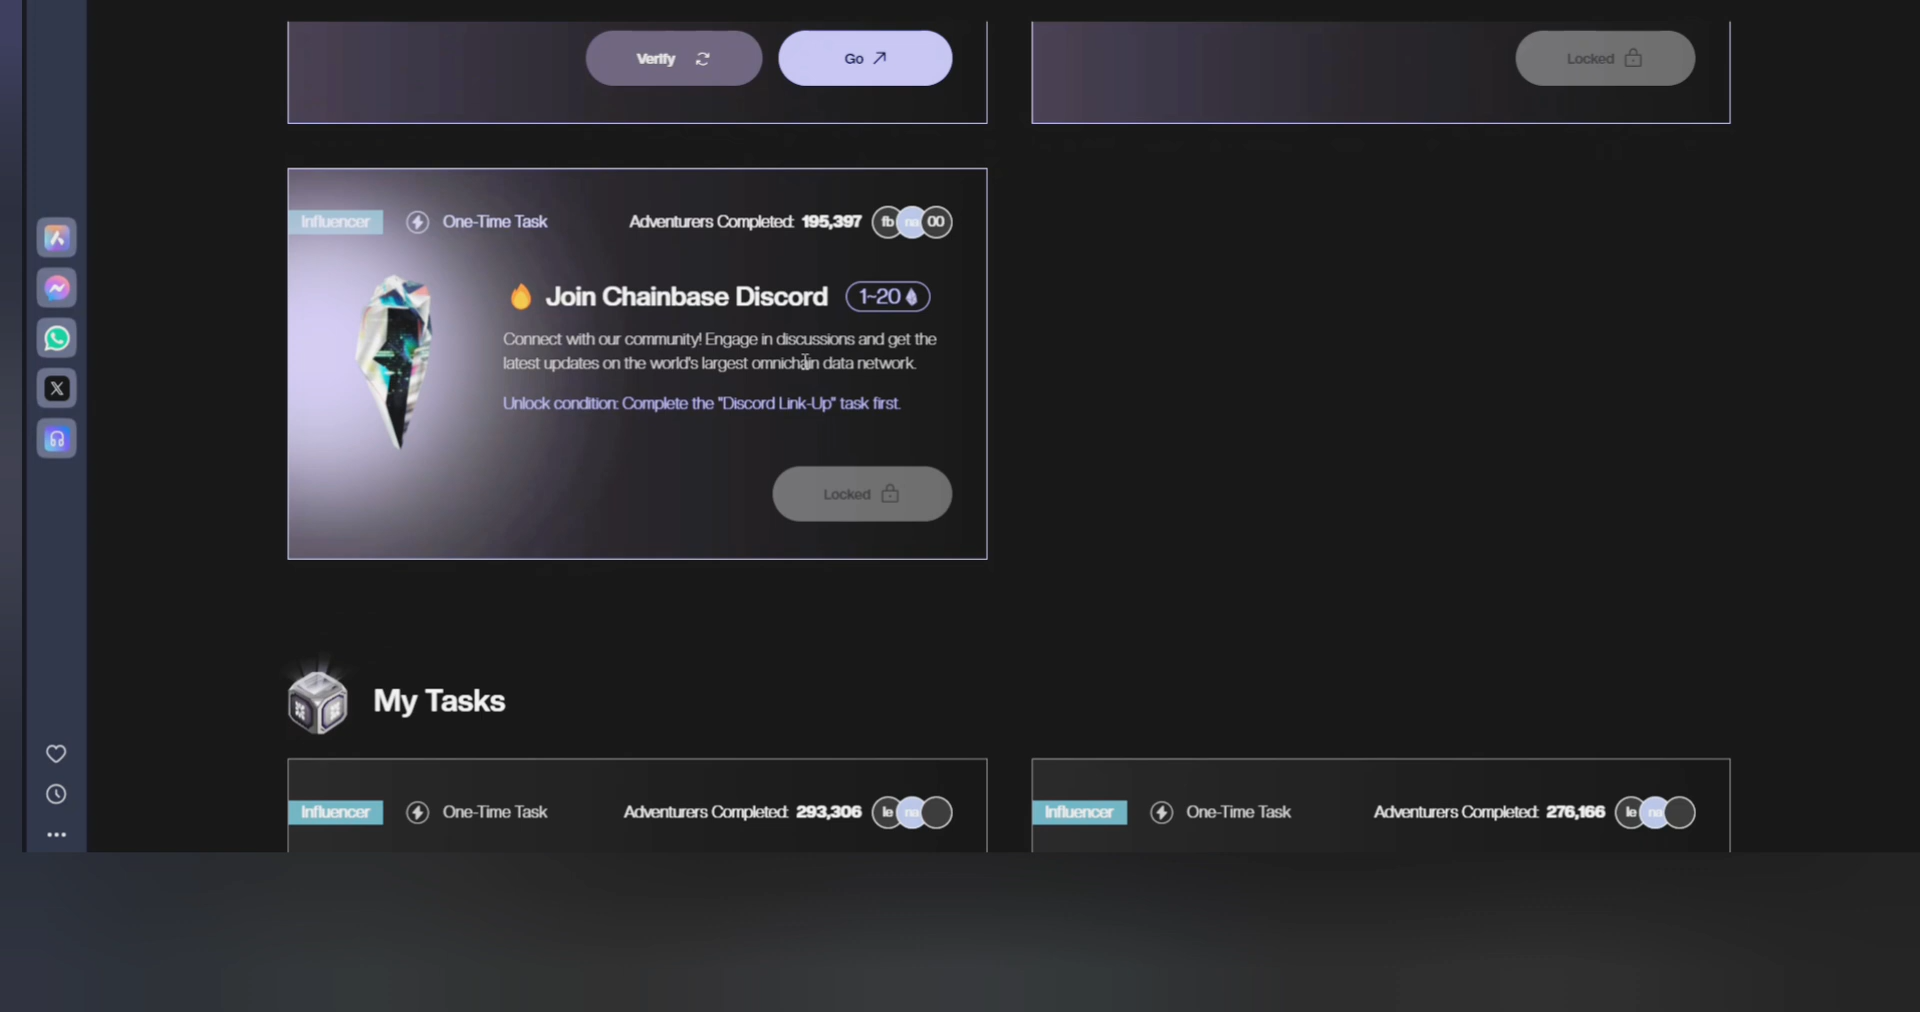 Verify
Go
Locked
Influencer
One-Time Task
Adventurers Completed: 195,397
fb
na
00
Join Chainbase Discord
1~20
Connect with our community! Engage in discussions and get the
latest updates on the world's largest omnichain data network.
Unlock condition: Complete the "Discord Link-Up" task first.
Locked
My Tasks
Influencer
One-Time Task
Adventurers Completed: 293,306
le
na
Influencer
One-Time Task
Adventurers Completed: 276,166
le
na